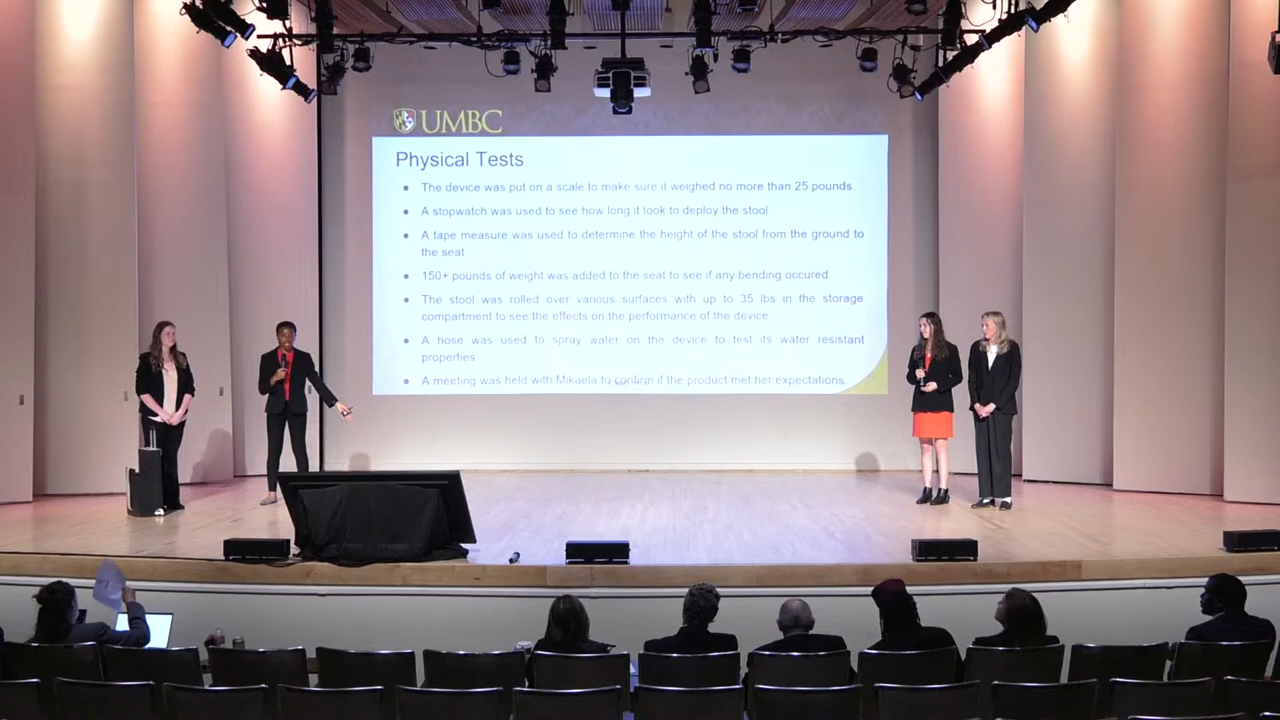 UMBC
Physical Tests
● The device was put on a scale to make sure it weighed no more than 25 pounds.
● A stopwatch was used to see how long it took to deploy the stool
● A tape measure was used to determine the height of the stool from the ground to
the seat
● 150+ pounds of weight was added to the seat to see if any bending occured
● The stool was rolled over various surfaces with up to 35 lbs in the storage
compartment to see the effects on the performance of the device
● A hose was used to spray water on the device to test its water resistant
properties
● A meeting was held with Mikaela to confirm if the product met her expectations.